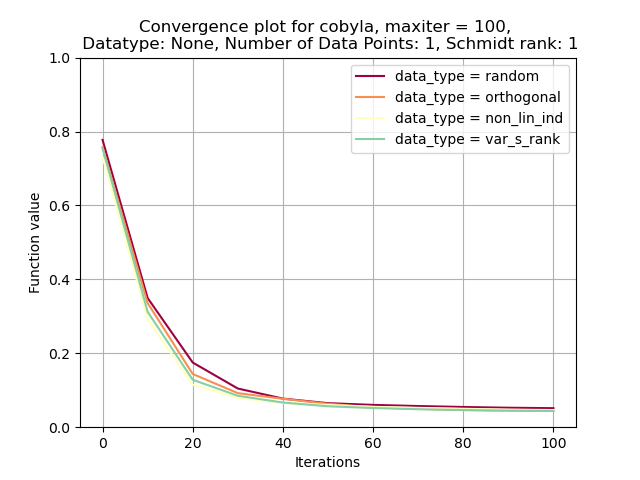 Convergence plot for cobyla, maxiter = 100,
Datatype: None, Number of Data Points: 1, Schmidt rank: 1
data_type = random
data_type = orthogonal
data_type = non_lin_ind
data_type = var_s_rank
Function value
1.0
0.8
0.6
0.4
0.2
0.0
0 20 40 60 80 100
Iterations